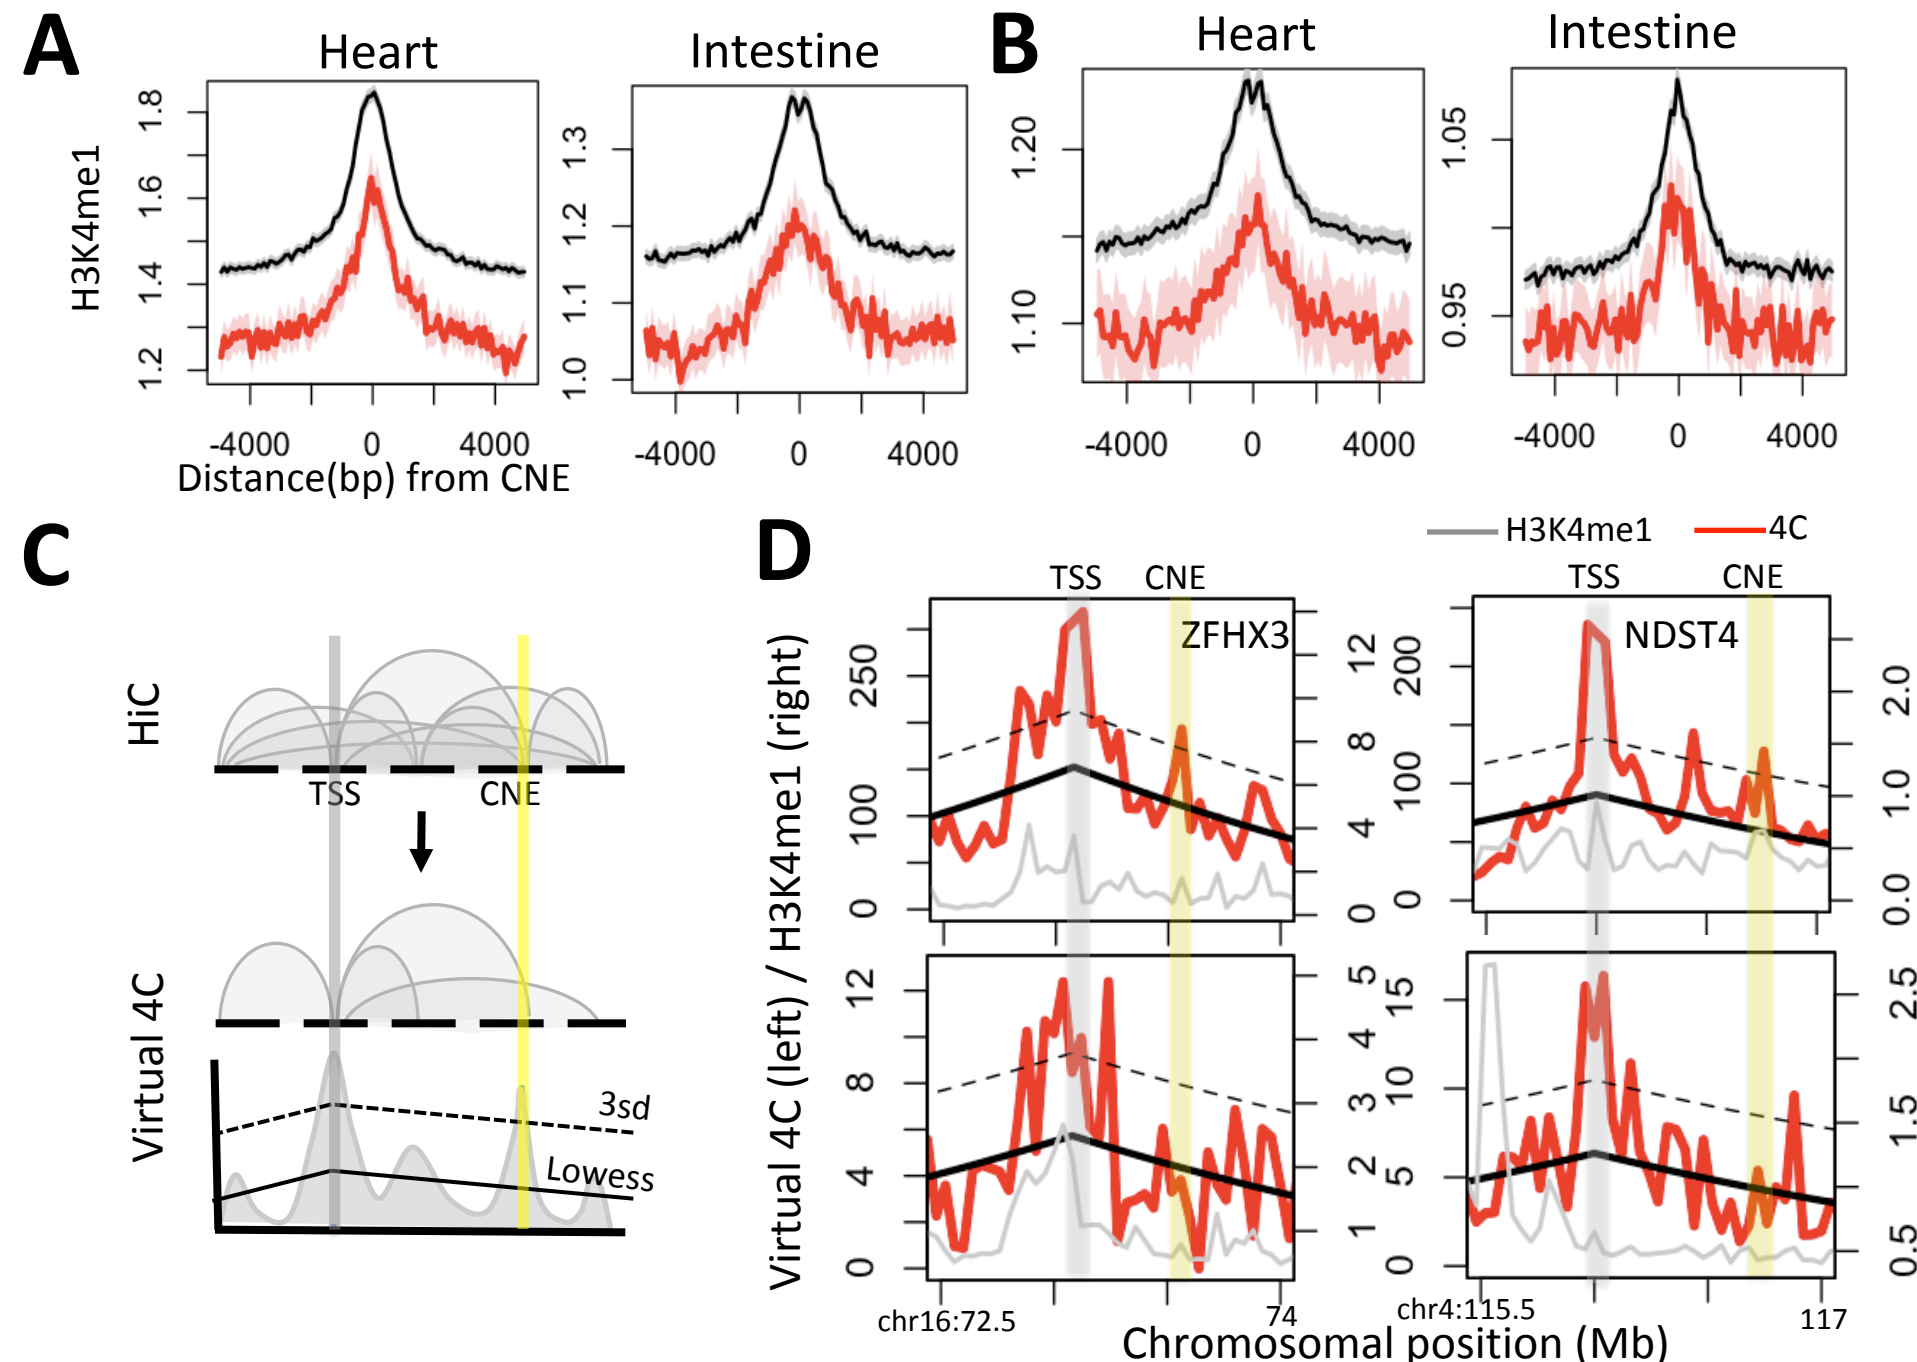 A
Heart
Intestine
B
Heart
Intestine
H3K4me1
1.8
1.6
1.4
1.2
-4000
0
4000
1.3
1.2
1.1
1.0
-4000
0
4000
1.20
1.10
-4000
0
4000
1.05
0.95
-4000
0
4000
Distance(bp) from CNE
C
HiC
TSS
CNE
Virtual 4C
3sd
Lowess
D
H3K4me1
4C
TSS
CNE
TSS
CNE
Virtual 4C (left) / H3K4me1 (right)
ZFHX3
250
100
0
12
8
4
0
NDST4
200
100
0
2.0
1.0
0.0
12
8
4
0
5
4
3
2
1
15
10
5
0
2.5
1.5
0.5
chr16:72.5
74
chr4:115.5
117
Chromosomal position (Mb)